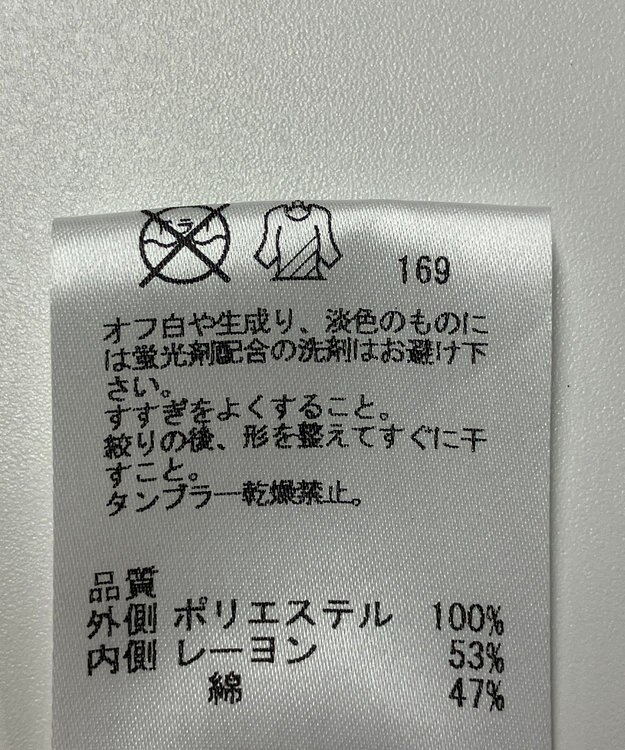 169
オフ白や生成り、淡色のものに
は蛍光剤配合の洗剤はお避け下
さい。
すすぎをよくすること。
絞りの後、形を整えてすぐに干
すこと。
タンブラー乾燥禁止。
品質
外側 ポリエステル 100%
内側 レーヨン 53%
綿 47%